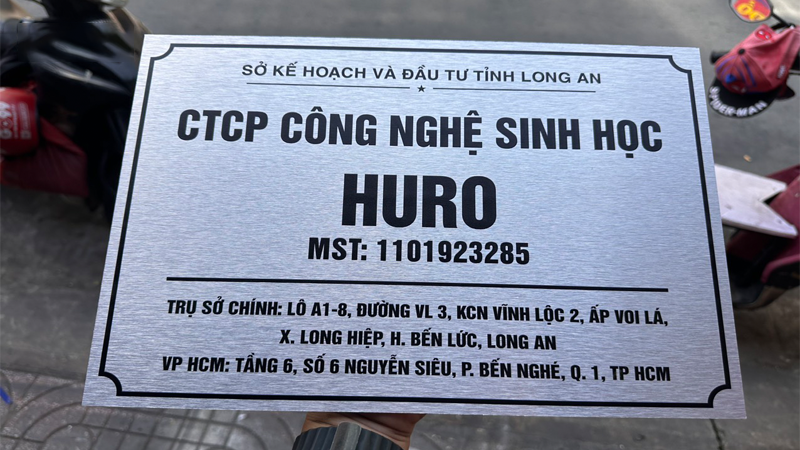 SỞ KẾ HOẠCH VÀ ĐẦU TƯ TỈNH LONG AN
CTCP CÔNG NGHỆ SINH HỌC
HURO
MST: 1101923285
TRỤ SỞ CHÍNH: LÔ A1-8, ĐƯỜNG VL 3, KCN VĨNH LỘC 2, ẤP VOI LÁ,
X. LONG HIỆP, H. BẾN LỨC, LONG AN
VP HCM: TẦNG 6, SỐ 6 NGUYỄN SIÊU, P. BẾN NGHÉ, Q. 1, TP HCM
SPIDER-MAN